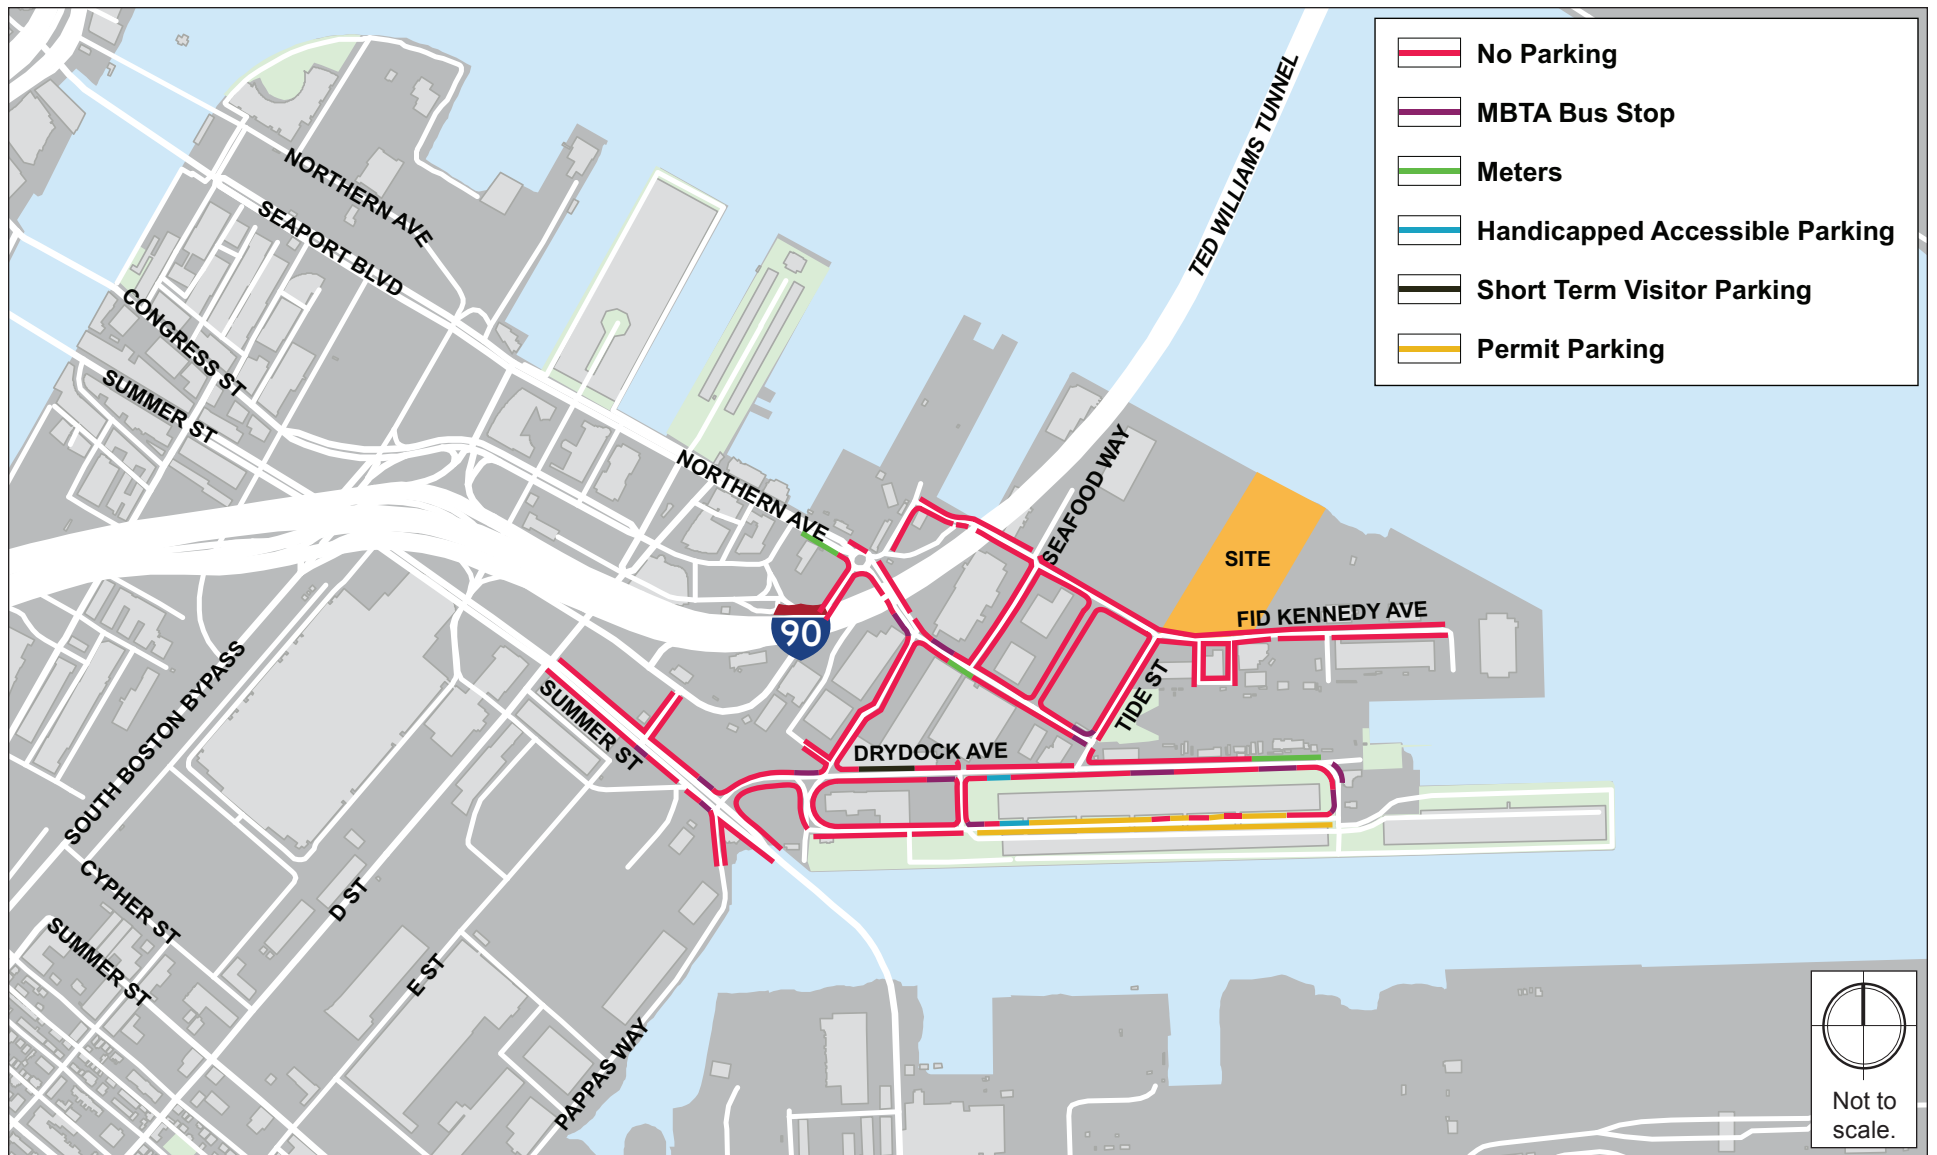 No Parking
MBTA Bus Stop
Meters
Handicapped Accessible Parking
Short Term Visitor Parking
Permit Parking
TED WILLIAMS TUNNEL
NORTHERN AVE
SEAPORT BLVD
CONGRESS ST
SUMMER ST
NORTHERN AVE
SEAFOOD WAY
SITE
FID KENNEDY AVE
90
TIDE ST
SUMMER ST
DRYDOCK AVE
SOUTH BOSTON BYPASS
CYPHER ST
D ST
SUMMER ST
E ST
PAPPAS WAY
Not to
scale.